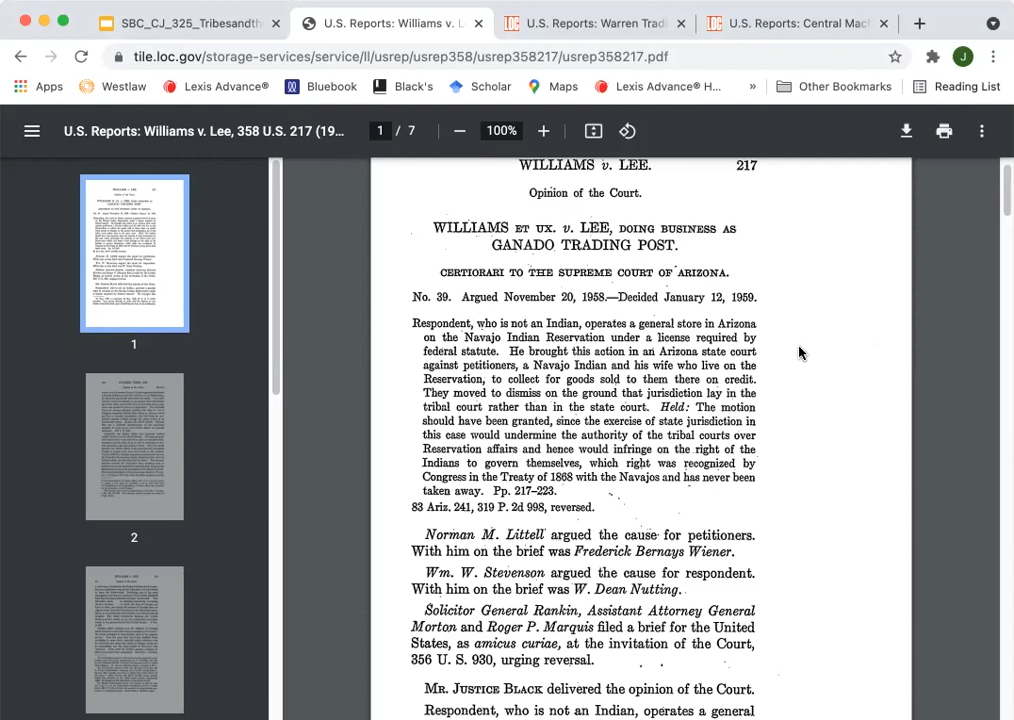 SBC_CJ_325_Tribesandth
U.S. Reports: Williams v. L
U.S. Reports: Warren Trad
U.S. Reports: Central Mac
tile.loc.gov/storage-services/service/ll/usrep/usrep358/usrep358217/usrep358217.pdf
J
Apps
Westlaw
Lexis Advance®
Bluebook
Black's
Scholar
Maps
Lexis Advance® H...
»
Other Bookmarks
Reading List
U.S. Reports: Williams v. Lee, 358 U.S. 217 (19...
1 / 7
100%
1
2
WILLIAMS v. LEE. 217
Opinion of the Court.
WILLIAMS ET UX. v. LEE, DOING BUSINESS AS
GANADO TRADING POST.
CERTIORARI TO THE SUPREME COURT OF ARIZONA.
No. 39. Argued November 20, 1958.—Decided January 12, 1959.
Respondent, who is not an Indian, operates a general store in Arizona
on the Navajo Indian Reservation under a license required by
federal statute. He brought this action in an Arizona state court
against petitioners, a Navajo Indian and his wife who live on the
Reservation, to collect for goods sold to them there on credit.
They moved to dismiss on the ground that jurisdiction lay in the
tribal court rather than in the state court. Held: The motion
should have been granted, since the exercise of state jurisdiction in
this case would undermine the authority of the tribal courts over
Reservation affairs and hence would infringe on the right of the
Indians to govern themselves, which right was recognized by
Congress in the Treaty of 1868 with the Navajos and has never been
taken away. Pp. 217–223.
83 Ariz. 241, 319 P. 2d 998, reversed.
Norman M. Littell argued the cause for petitioners.
With him on the brief was Frederick Bernays Wiener.
Wm. W. Stevenson argued the cause for respondent.
With him on the brief was W. Dean Nutting.
Solicitor General Rankin, Assistant Attorney General
Morton and Roger P. Marquis filed a brief for the United
States, as amicus curiae, at the invitation of the Court,
356 U. S. 930, urging reversal.
MR. JUSTICE BLACK delivered the opinion of the Court.
Respondent, who is not an Indian, operates a general